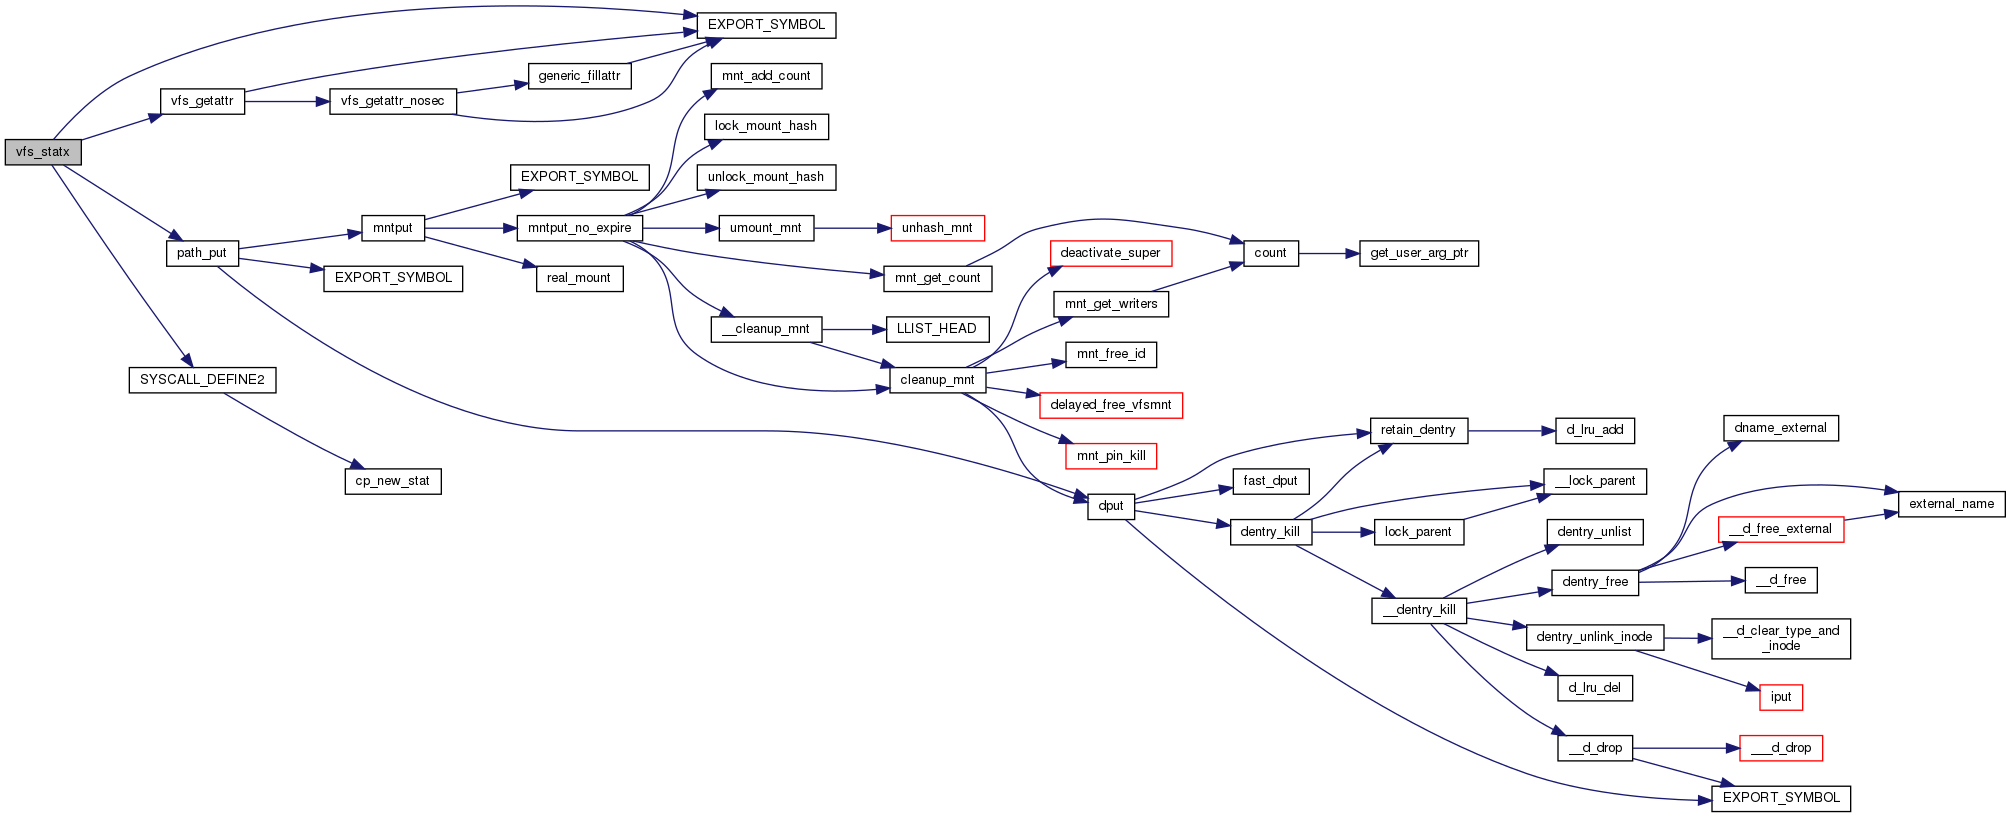 EXPORT_SYMBOL
mnt_add_count
generic_fillattr
vfs_getattr
vfs_getattr_nosec
lock_mount_hash
vfs_statx
EXPORT_SYMBOL
unlock_mount_hash
mntput
mntput_no_expire
umount_mnt
unhash_mnt
path_put
deactivate_super
count
get_user_arg_ptr
EXPORT_SYMBOL
real_mount
mnt_get_count
mnt_get_writers
__cleanup_mnt
LLIST_HEAD
mnt_free_id
SYSCALL_DEFINE2
cleanup_mnt
delayed_free_vfsmnt
retain_dentry
d_lru_add
dname_external
mnt_pin_kill
cp_new_stat
fast_dput
__lock_parent
dput
external_name
dentry_kill
lock_parent
dentry_unlist
__d_free_external
dentry_free
__d_free
__dentry_kill
dentry_unlink_inode
__d_clear_type_and
_inode
d_lru_del
iput
__d_drop
___d_drop
EXPORT_SYMBOL